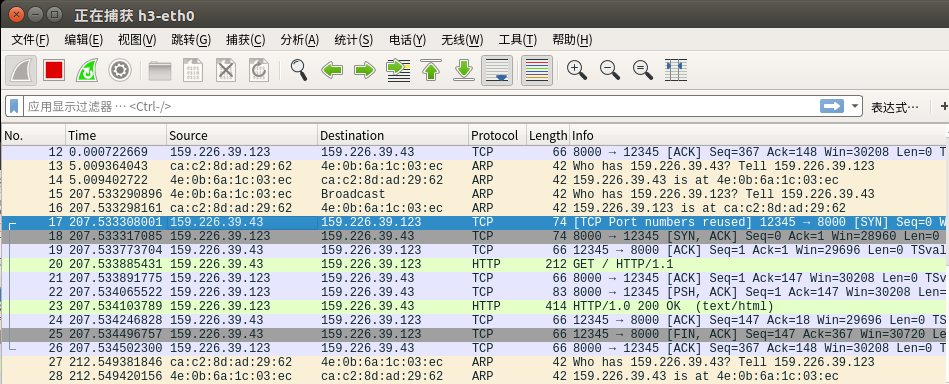 正在捕获 h3-eth0
文件(F) 编辑(E) 视图(V) 跳转(G) 捕获(C) 分析(A) 统计(S) 电话(Y) 无线(W) 工具(T) 帮助(H)
应用显示过滤器 … <Ctrl-/> 表达式… +
No. Time Source Destination Protocol Length Info
12 0.000722669 159.226.39.123 159.226.39.43 TCP 66 8000 → 12345 [ACK] Seq=367 Ack=148 Win=30208 Len=0 T
13 5.009364043 ca:c2:8d:ad:29:62 4e:0b:6a:1c:03:ec ARP 42 Who has 159.226.39.43? Tell 159.226.39.123
14 5.009402722 4e:0b:6a:1c:03:ec ca:c2:8d:ad:29:62 ARP 42 159.226.39.43 is at 4e:0b:6a:1c:03:ec
15 207.533290896 4e:0b:6a:1c:03:ec Broadcast ARP 42 Who has 159.226.39.123? Tell 159.226.39.43
16 207.533298161 ca:c2:8d:ad:29:62 4e:0b:6a:1c:03:ec ARP 42 159.226.39.123 is at ca:c2:8d:ad:29:62
17 207.533308001 159.226.39.43 159.226.39.123 TCP 74 [TCP Port numbers reused] 12345 → 8000 [SYN] Seq=0 W
18 207.533317085 159.226.39.123 159.226.39.43 TCP 74 8000 → 12345 [SYN, ACK] Seq=0 Ack=1 Win=28960 Len=0
19 207.533773704 159.226.39.43 159.226.39.123 TCP 66 12345 → 8000 [ACK] Seq=1 Ack=1 Win=29696 Len=0 TSval
20 207.533885431 159.226.39.43 159.226.39.123 HTTP 212 GET / HTTP/1.1
21 207.533891775 159.226.39.123 159.226.39.43 TCP 66 8000 → 12345 [ACK] Seq=1 Ack=147 Win=30208 Len=0 TSv
22 207.534065522 159.226.39.123 159.226.39.43 TCP 83 8000 → 12345 [PSH, ACK] Seq=1 Ack=147 Win=30208 Len=
23 207.534103789 159.226.39.123 159.226.39.43 HTTP 414 HTTP/1.0 200 OK (text/html)
24 207.534246828 159.226.39.43 159.226.39.123 TCP 66 12345 → 8000 [ACK] Seq=147 Ack=18 Win=29696 Len=0 TS
25 207.534496757 159.226.39.43 159.226.39.123 TCP 66 12345 → 8000 [FIN, ACK] Seq=147 Ack=367 Win=30720 Le
26 207.534502300 159.226.39.123 159.226.39.43 TCP 66 8000 → 12345 [ACK] Seq=367 Ack=148 Win=30208 Len=0 T
27 212.549381846 ca:c2:8d:ad:29:62 4e:0b:6a:1c:03:ec ARP 42 Who has 159.226.39.43? Tell 159.226.39.123
28 212.549420156 4e:0b:6a:1c:03:ec ca:c2:8d:ad:29:62 ARP 42 159.226.39.43 is at 4e:0b:6a:1c:03:ec